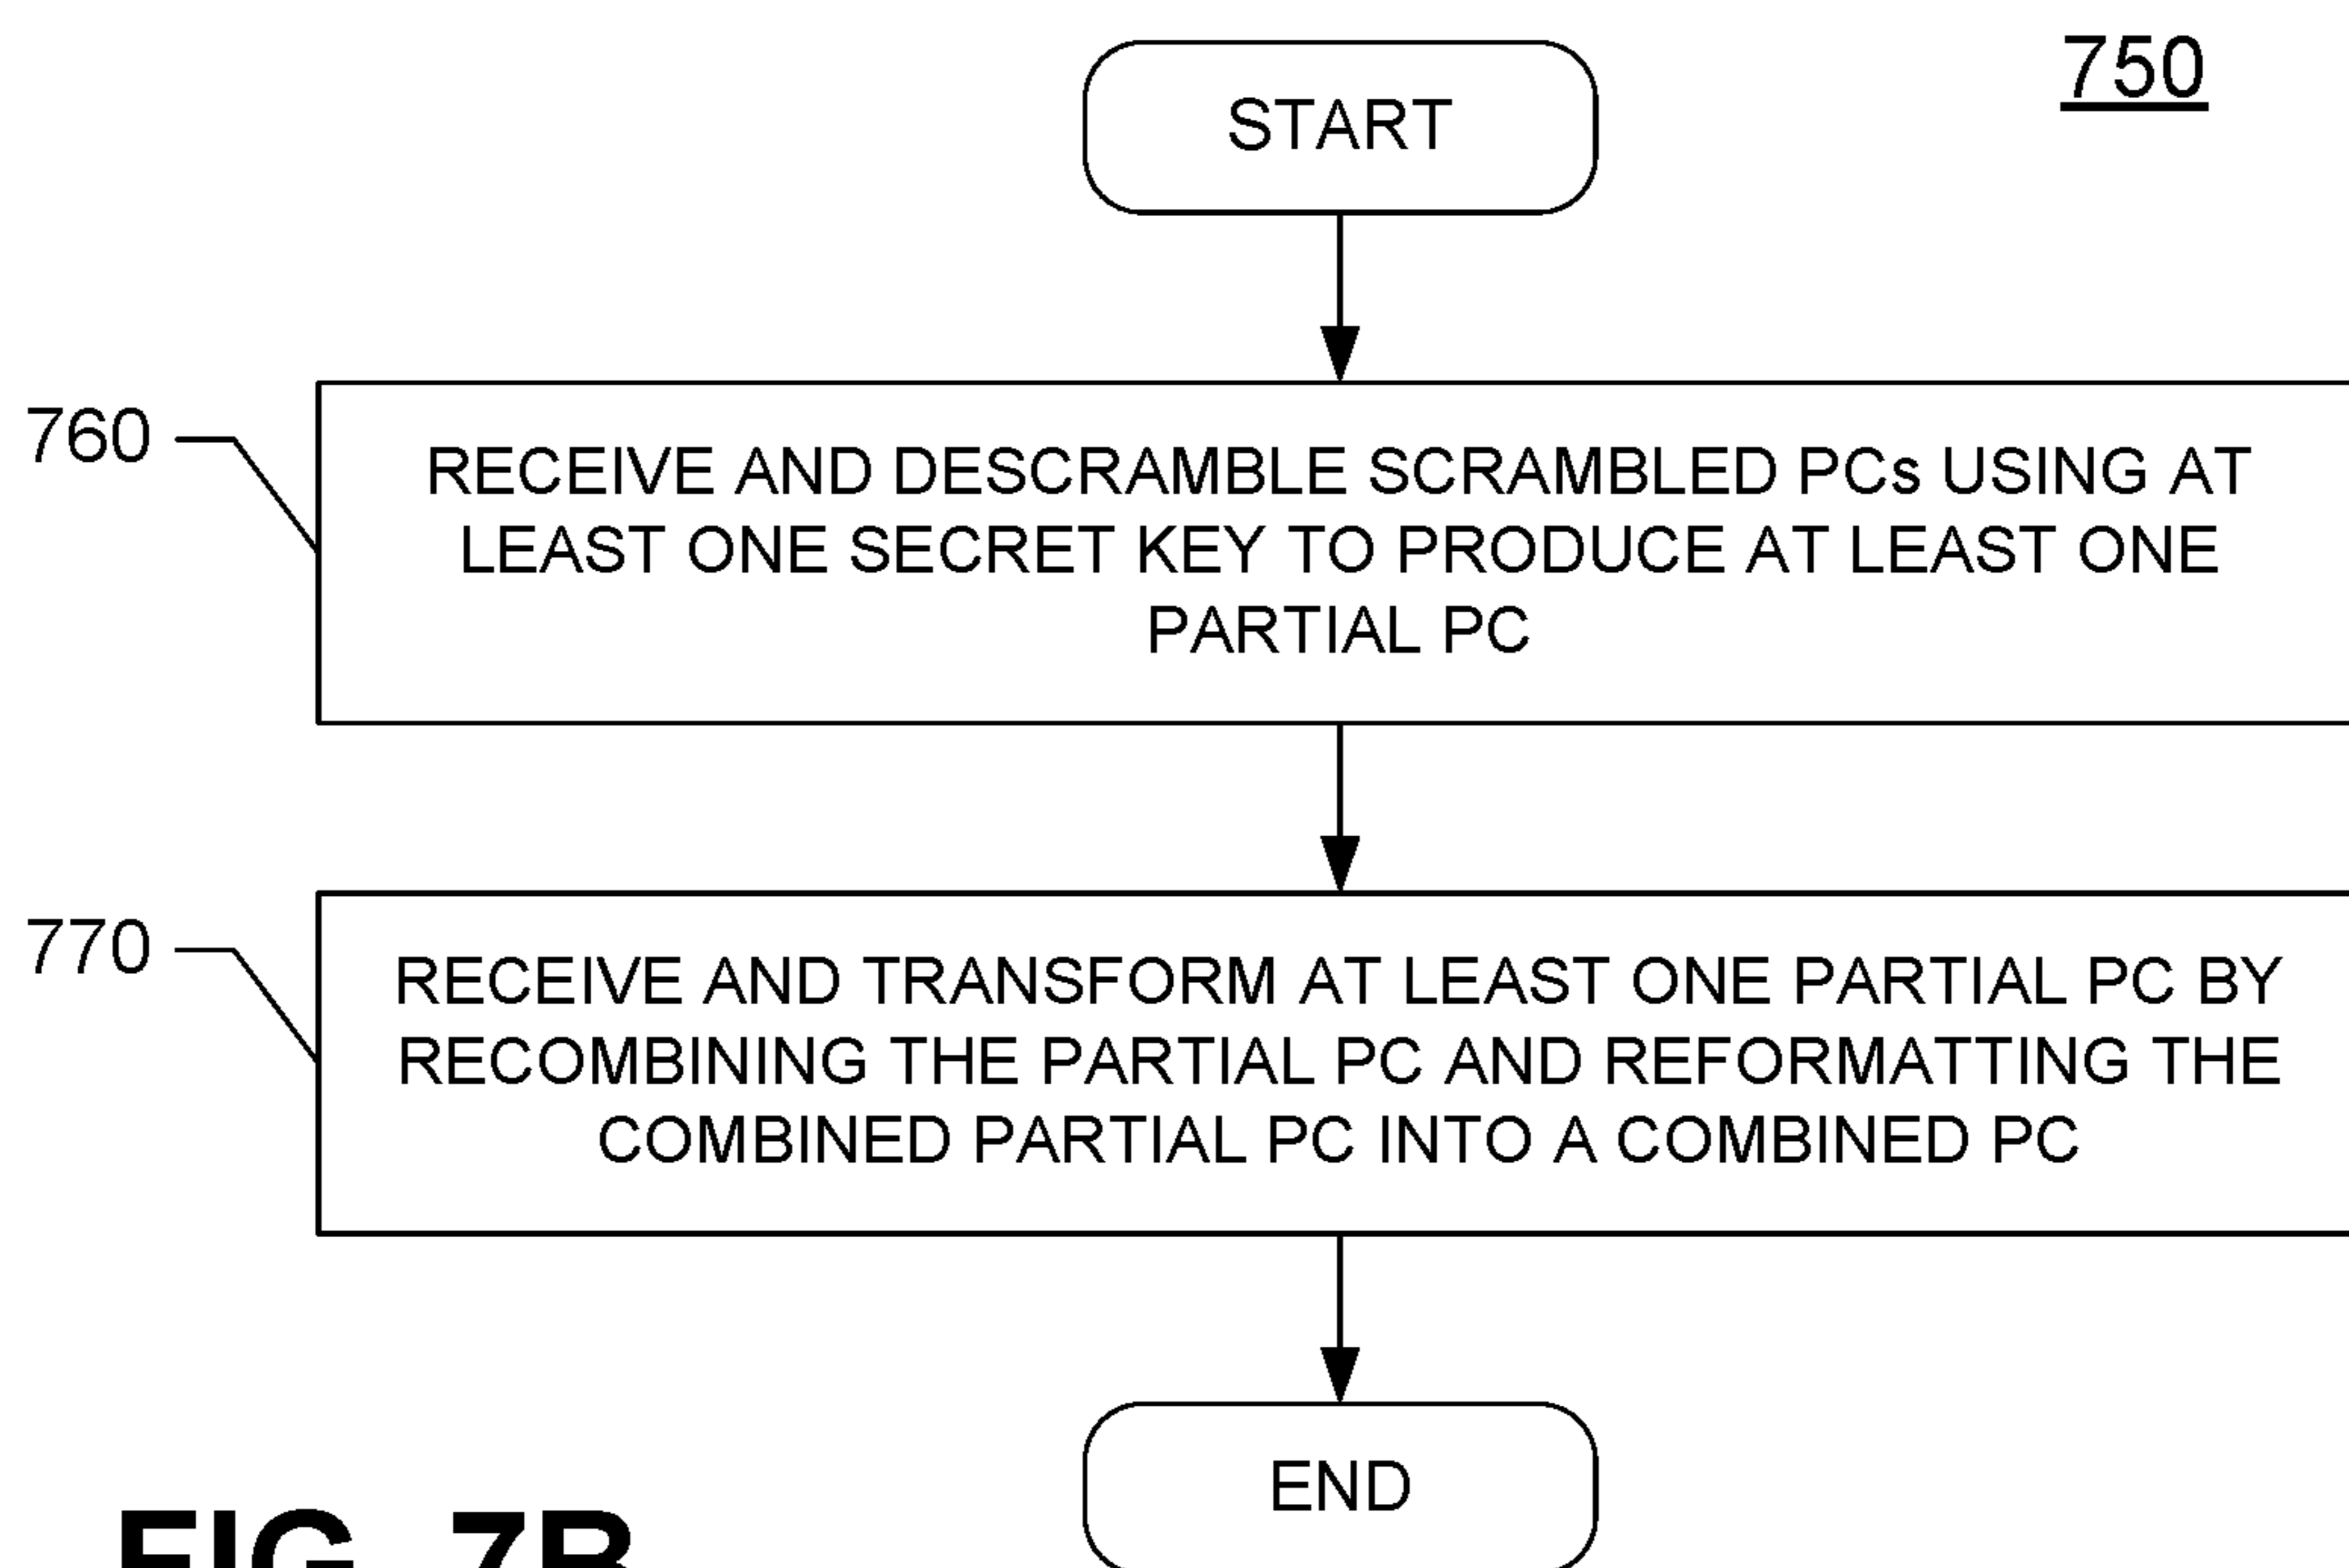 750
START
760
RECEIVE AND DESCRAMBLE SCRAMBLED PCs USING AT
LEAST ONE SECRET KEY TO PRODUCE AT LEAST ONE
PARTIAL PC
770
RECEIVE AND TRANSFORM AT LEAST ONE PARTIAL PC BY
RECOMBINING THE PARTIAL PC AND REFORMATTING THE
COMBINED PARTIAL PC INTO A COMBINED PC
END
FIG. 7B